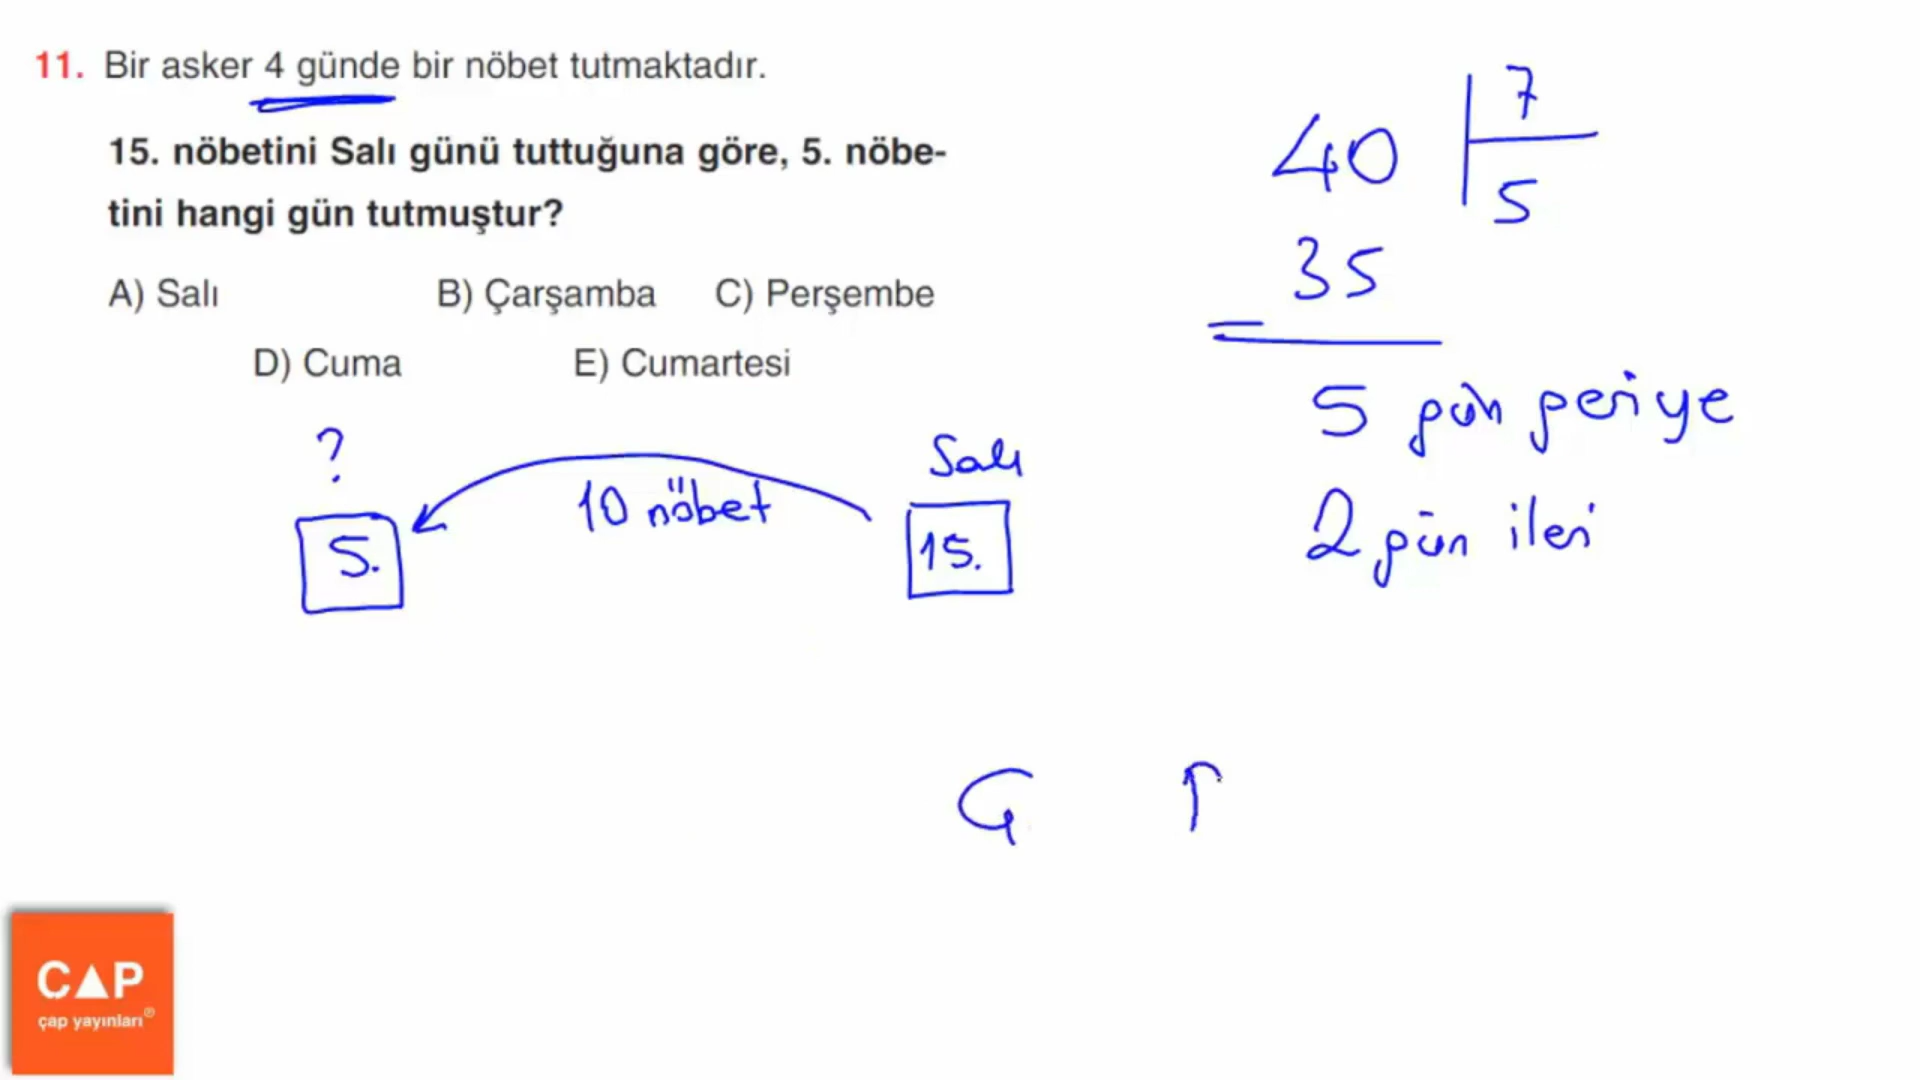 11. Bir asker 4 günde bir nöbet tutmaktadır.
15. nöbetini Salı günü tuttuğuna göre, 5. nöbe-
tini hangi gün tutmuştur?
A) Salı B) Çarşamba C) Perşembe
D) Cuma E) Cumartesi
?
5.
10 nöbet
Salı
15.
40 7
5
35
5 gün geriye
2 gün ileri
Ç P
ÇAP
çap yayınları®